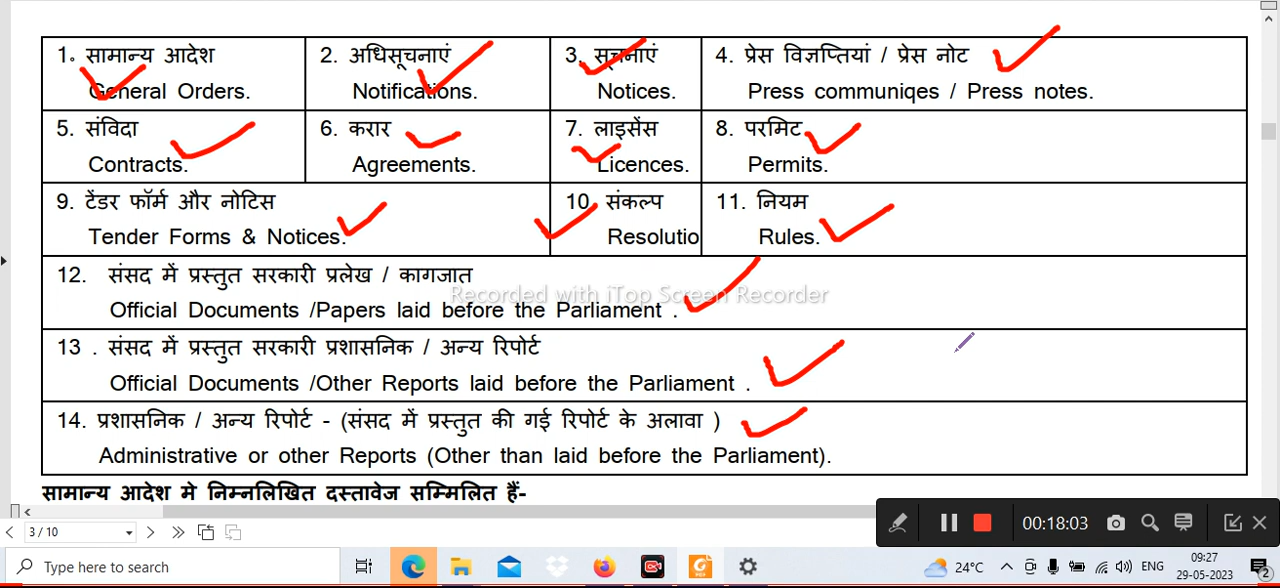 1. सामान्य आदेश
General Orders.
2. अधिसूचनाएं
Notifications.
3. सूचनाएं
Notices.
4. प्रेस विज्ञप्तियां / प्रेस नोट
Press communiqes / Press notes.
5. संविदा
Contracts.
6. करार
Agreements.
7. लाइसेंस
Licences.
8. परमिट
Permits.
9. टेंडर फॉर्म और नोटिस
Tender Forms & Notices.
10. संकल्प
Resolutio
11. नियम
Rules.
12. संसद में प्रस्तुत सरकारी प्रलेख / कागजात
Official Documents /Papers laid before the Parliament .
Recorded with iTop Screen Recorder
13 . संसद में प्रस्तुत सरकारी प्रशासनिक / अन्य रिपोर्ट
Official Documents /Other Reports laid before the Parliament .
14. प्रशासनिक / अन्य रिपोर्ट - (संसद में प्रस्तुत की गई रिपोर्ट के अलावा )
Administrative or other Reports (Other than laid before the Parliament).
सामान्य आदेश मे निम्नलिखित दस्तावेज सम्मिलित हैं-
3 / 10
00:18:03
Type here to search
24°C
ENG
09:27
29-05-2023
2